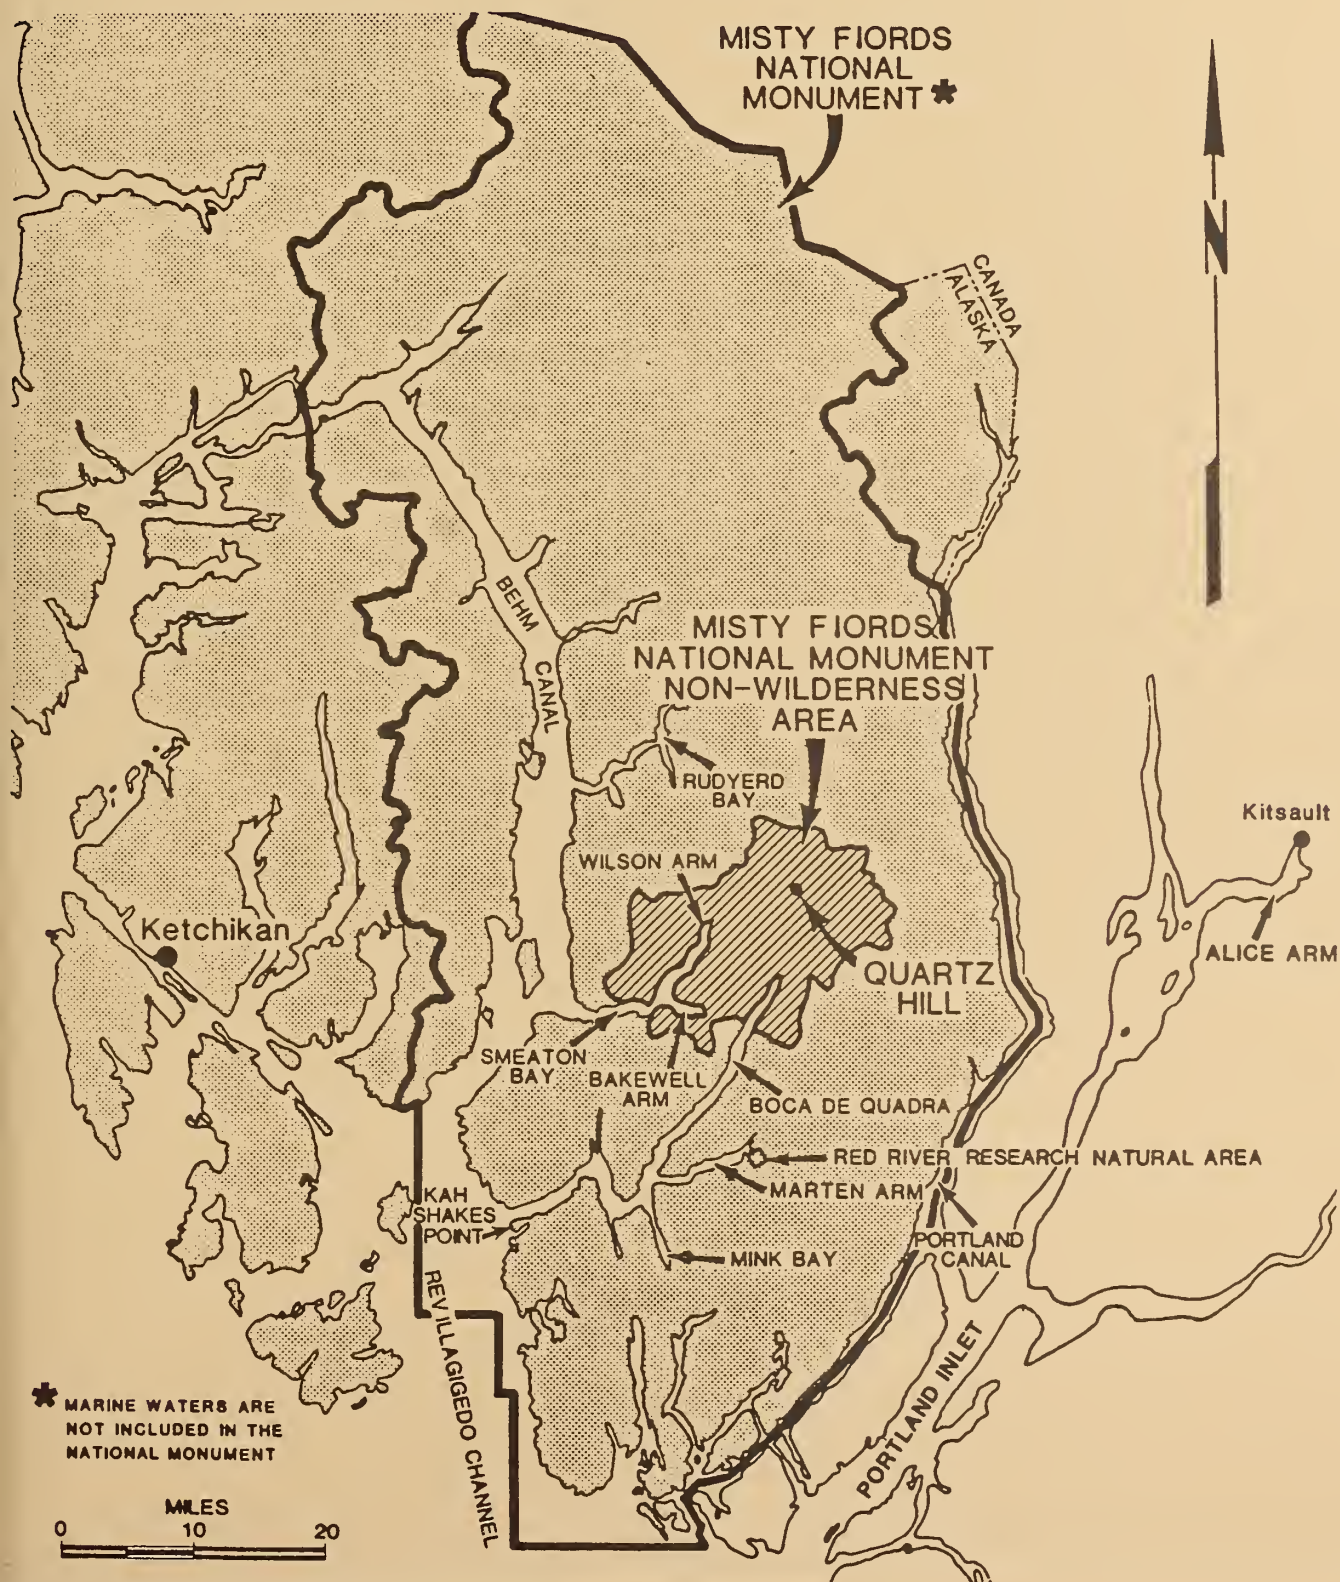 MISTY FIORDS
NATIONAL
MONUMENT *
N
CANADA
ALASKA
BEHM
CANAL
MISTY FIORDS
NATIONAL MONUMENT
NON-WILDERNESS
AREA
RUDYERD
BAY
WILSON ARM
Kitsault
Ketchikan
QUARTZ
HILL
ALICE ARM
SMEATON
BAY
BAKEWELL
ARM
BOCA DE QUADRA
RED RIVER RESEARCH NATURAL AREA
MARTEN ARM
KAH
SHAKES
POINT
PORTLAND
CANAL
MINK BAY
REVILLAGIGEDO CHANNEL
PORTLAND INLET
* MARINE WATERS ARE
NOT INCLUDED IN THE
NATIONAL MONUMENT
MILES
0 10 20